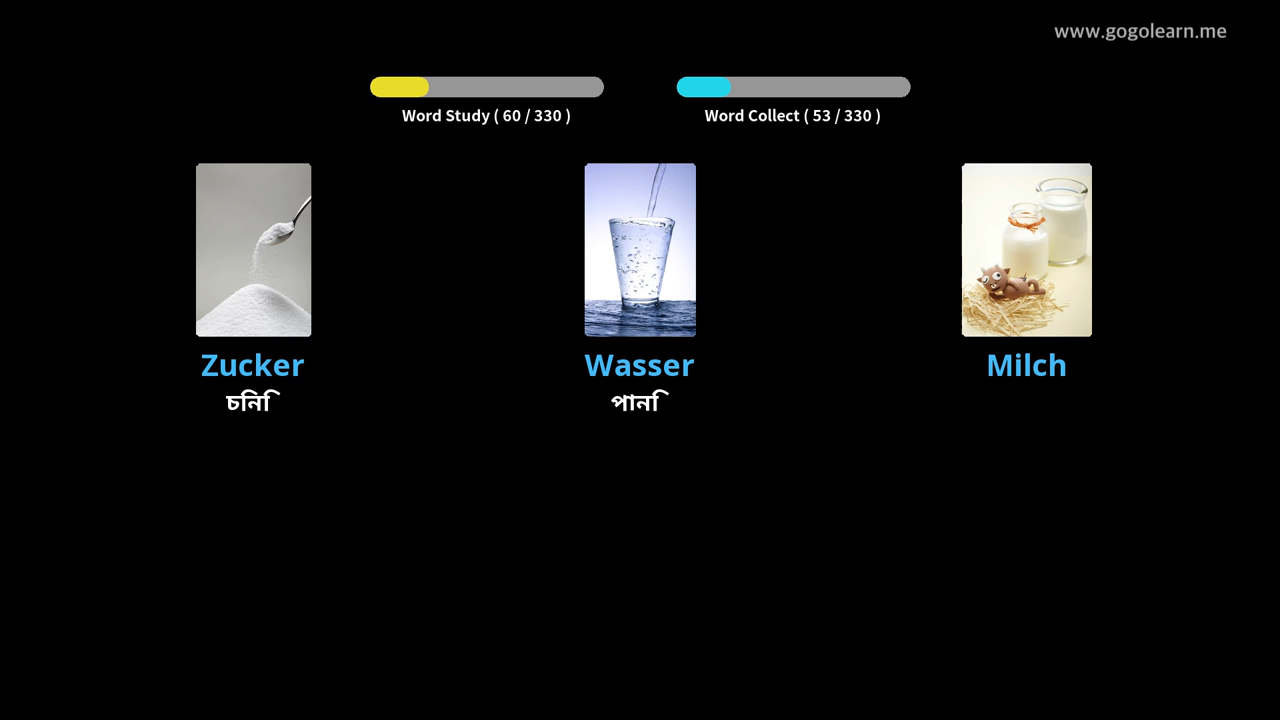 www.gogolearn.me
Word Study ( 60 / 330 )
Word Collect ( 53 / 330 )
Zucker
Wasser
Milch
চিনি
পানি